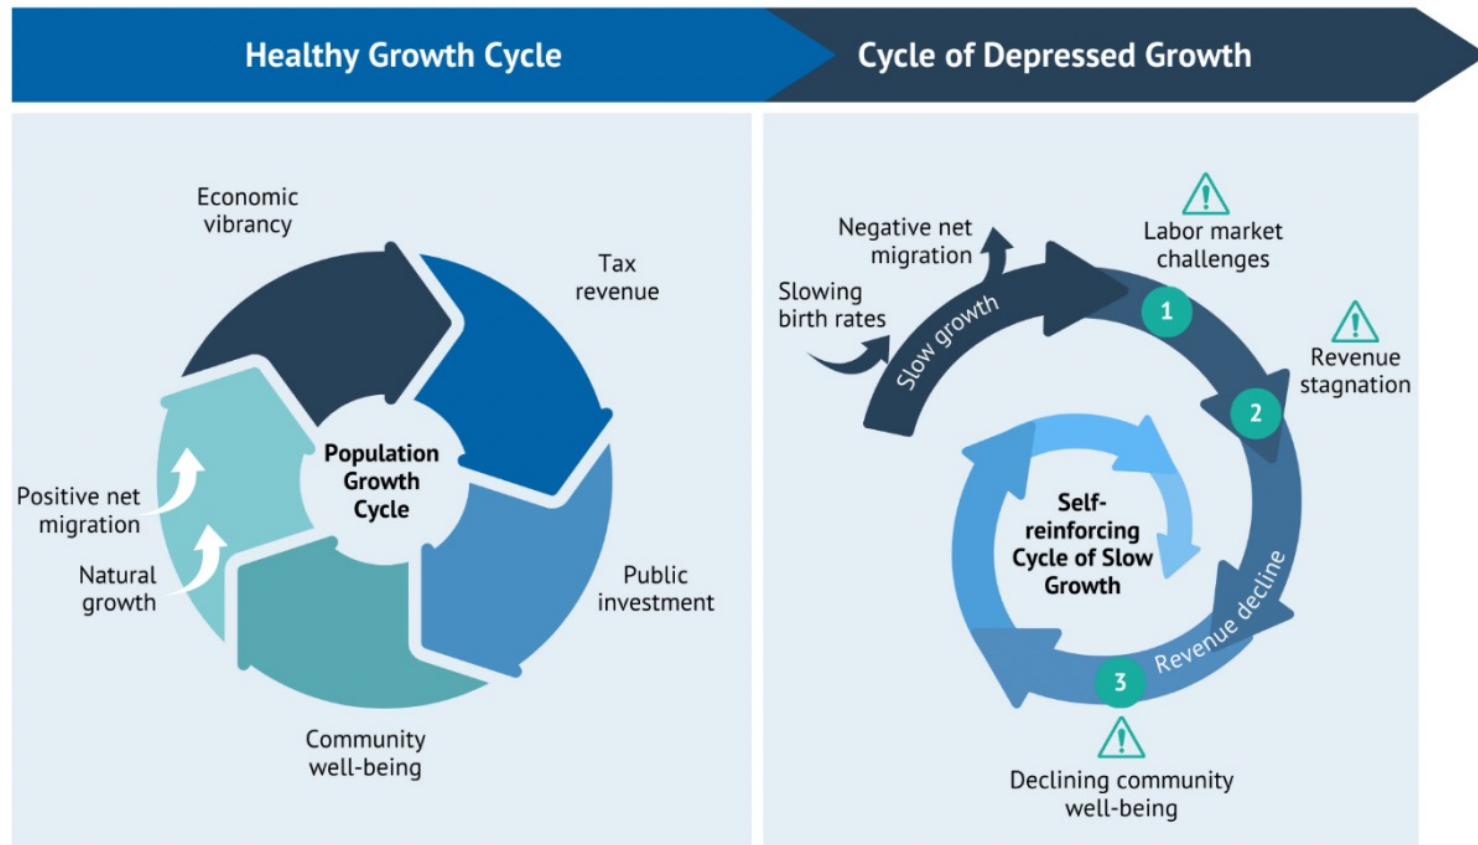 Healthy Growth Cycle
Cycle of Depressed Growth
Economic
vibrancy
Tax
revenue
Population
Growth
Cycle
Positive net
migration
Natural
growth
Public
investment
Community
well-being
Negative net
migration
Slowing
birth rates
Slow growth
Labor market
challenges
1
Revenue
stagnation
2
Self-
reinforcing
Cycle of Slow
Growth
Revenue decline
3
Declining community
well-being